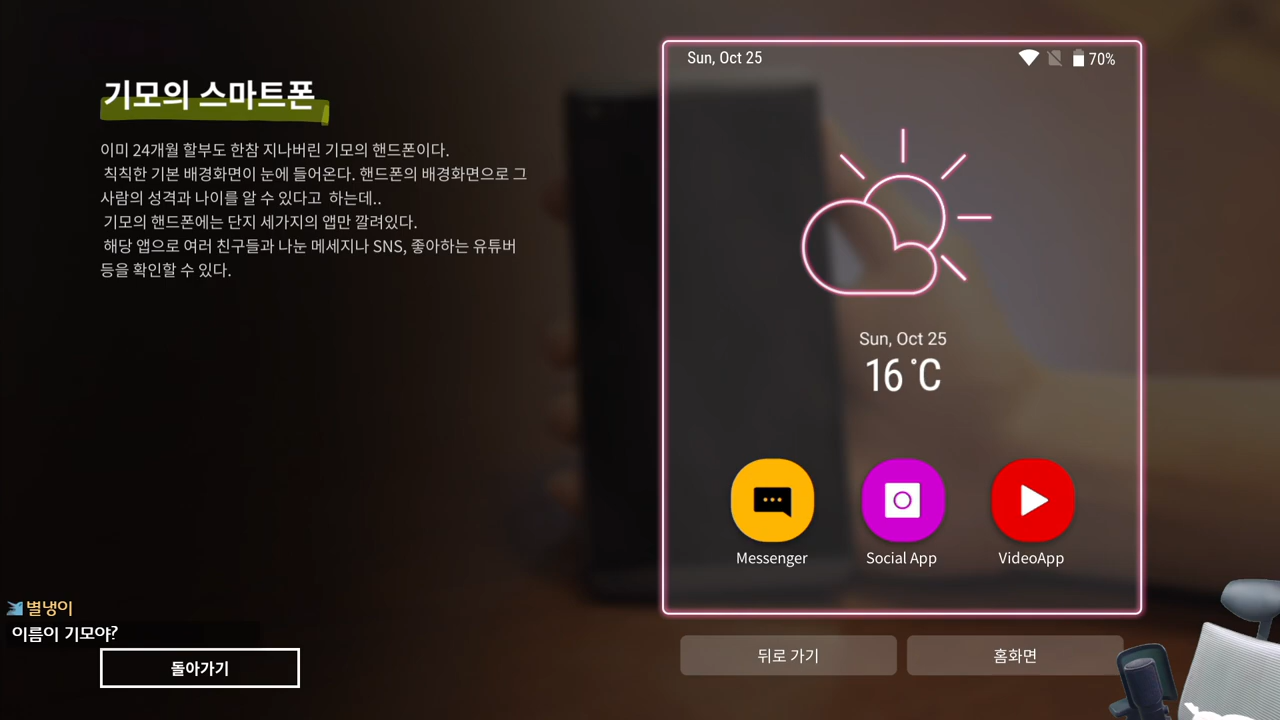 기모의 스마트폰
이미 24개월 할부도 한참 지나버린 기모의 핸드폰이다.
칙칙한 기본 배경화면이 눈에 들어온다. 핸드폰의 배경화면으로 그
사람의 성격과 나이를 알 수 있다고 하는데..
기모의 핸드폰에는 단지 세가지의 앱만 깔려있다.
해당 앱으로 여러 친구들과 나눈 메세지나 SNS, 좋아하는 유튜버
등을 확인할 수 있다.
Sun, Oct 25
70%
Sun, Oct 25
16 °C
Messenger
Social App
VideoApp
별냉이
이름이 기모야?
돌아가기
뒤로 가기
홈화면